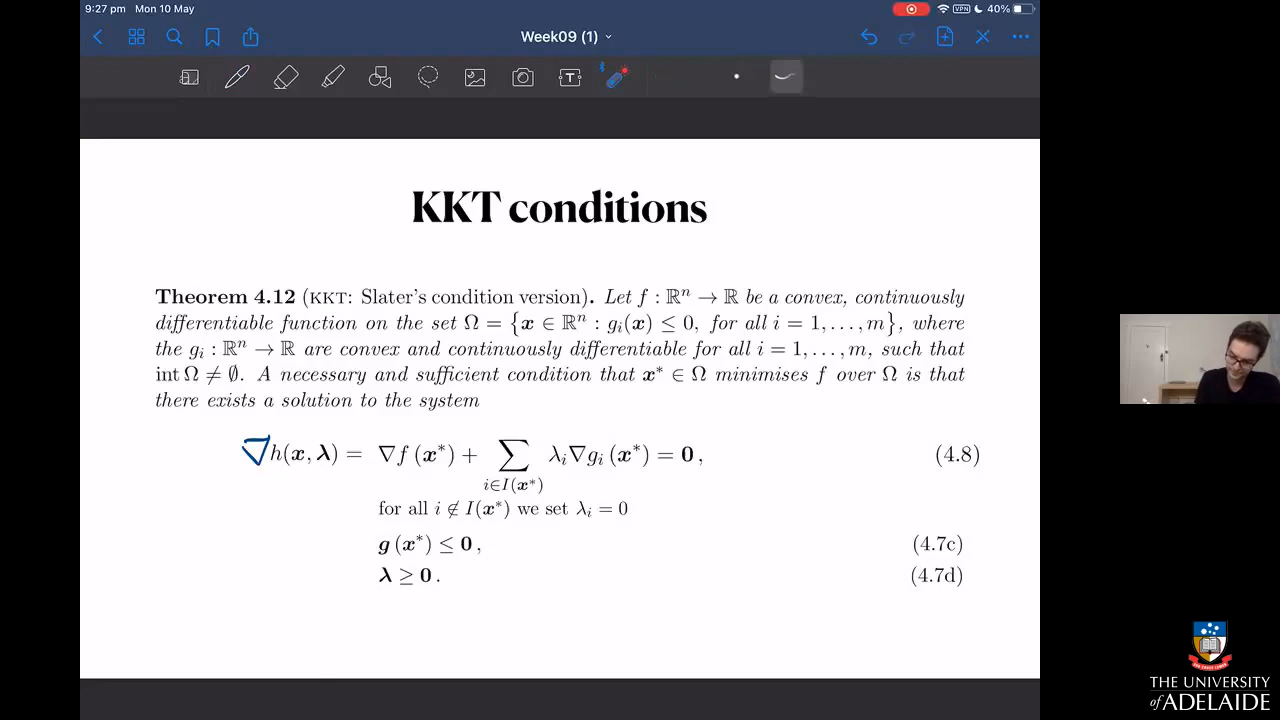 9:27 pm Mon 10 May
VPN
40%
Week09 (1)
T
KKT conditions
Theorem 4.12 (KKT: Slater's condition version). Let f : ℝⁿ → ℝ be a convex, continuously
differentiable function on the set Ω = {x ∈ ℝⁿ : gᵢ(x) ≤ 0, for all i = 1, . . . , m}, where
the gᵢ : ℝⁿ → ℝ are convex and continuously differentiable for all i = 1, . . . , m, such that
int Ω ≠ ∅. A necessary and sufficient condition that x* ∈ Ω minimises f over Ω is that
there exists a solution to the system
∇h(x, λ) = ∇f (x*) + ∑_{i∈I(x*)} λᵢ∇gᵢ (x*) = 0 , (4.8)
for all i ∉ I(x*) we set λᵢ = 0
g (x*) ≤ 0 , (4.7c)
λ ≥ 0 . (4.7d)
THE UNIVERSITY
of ADELAIDE